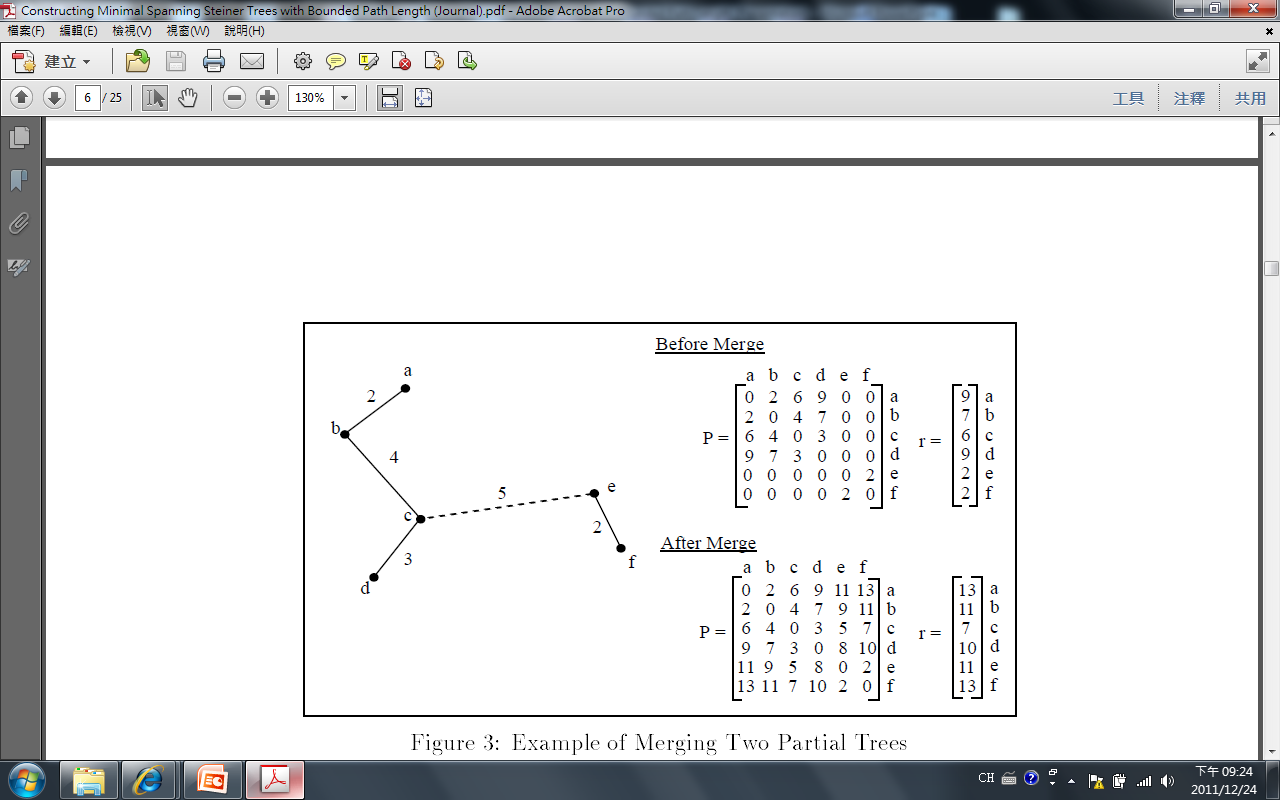 Constructing Minimal Spanning Steiner Trees with Bounded Path Length (Journal).pdf - Adobe Acrobat Pro
檔案(F) 編輯(E) 檢視(V) 視窗(W) 說明(H)
建立
6 / 25 130% 工具 注釋 共用
Before Merge
a b c d e f
P =
0 2 6 9 0 0 a
2 0 4 7 0 0 b
6 4 0 3 0 0 c
9 7 3 0 0 0 d
0 0 0 0 0 2 e
0 0 0 0 2 0 f
r =
9 a
7 b
6 c
9 d
2 e
2 f
a
2
b
4
c
5
e
2
f
3
d
After Merge
a b c d e f
P =
0 2 6 9 11 13 a
2 0 4 7 9 11 b
6 4 0 3 5 7 c
9 7 3 0 8 10 d
11 9 5 8 0 2 e
13 11 7 10 2 0 f
r =
13 a
11 b
7 c
10 d
11 e
13 f
Figure 3: Example of Merging Two Partial Trees
CH
下午 09:24
2011/12/24